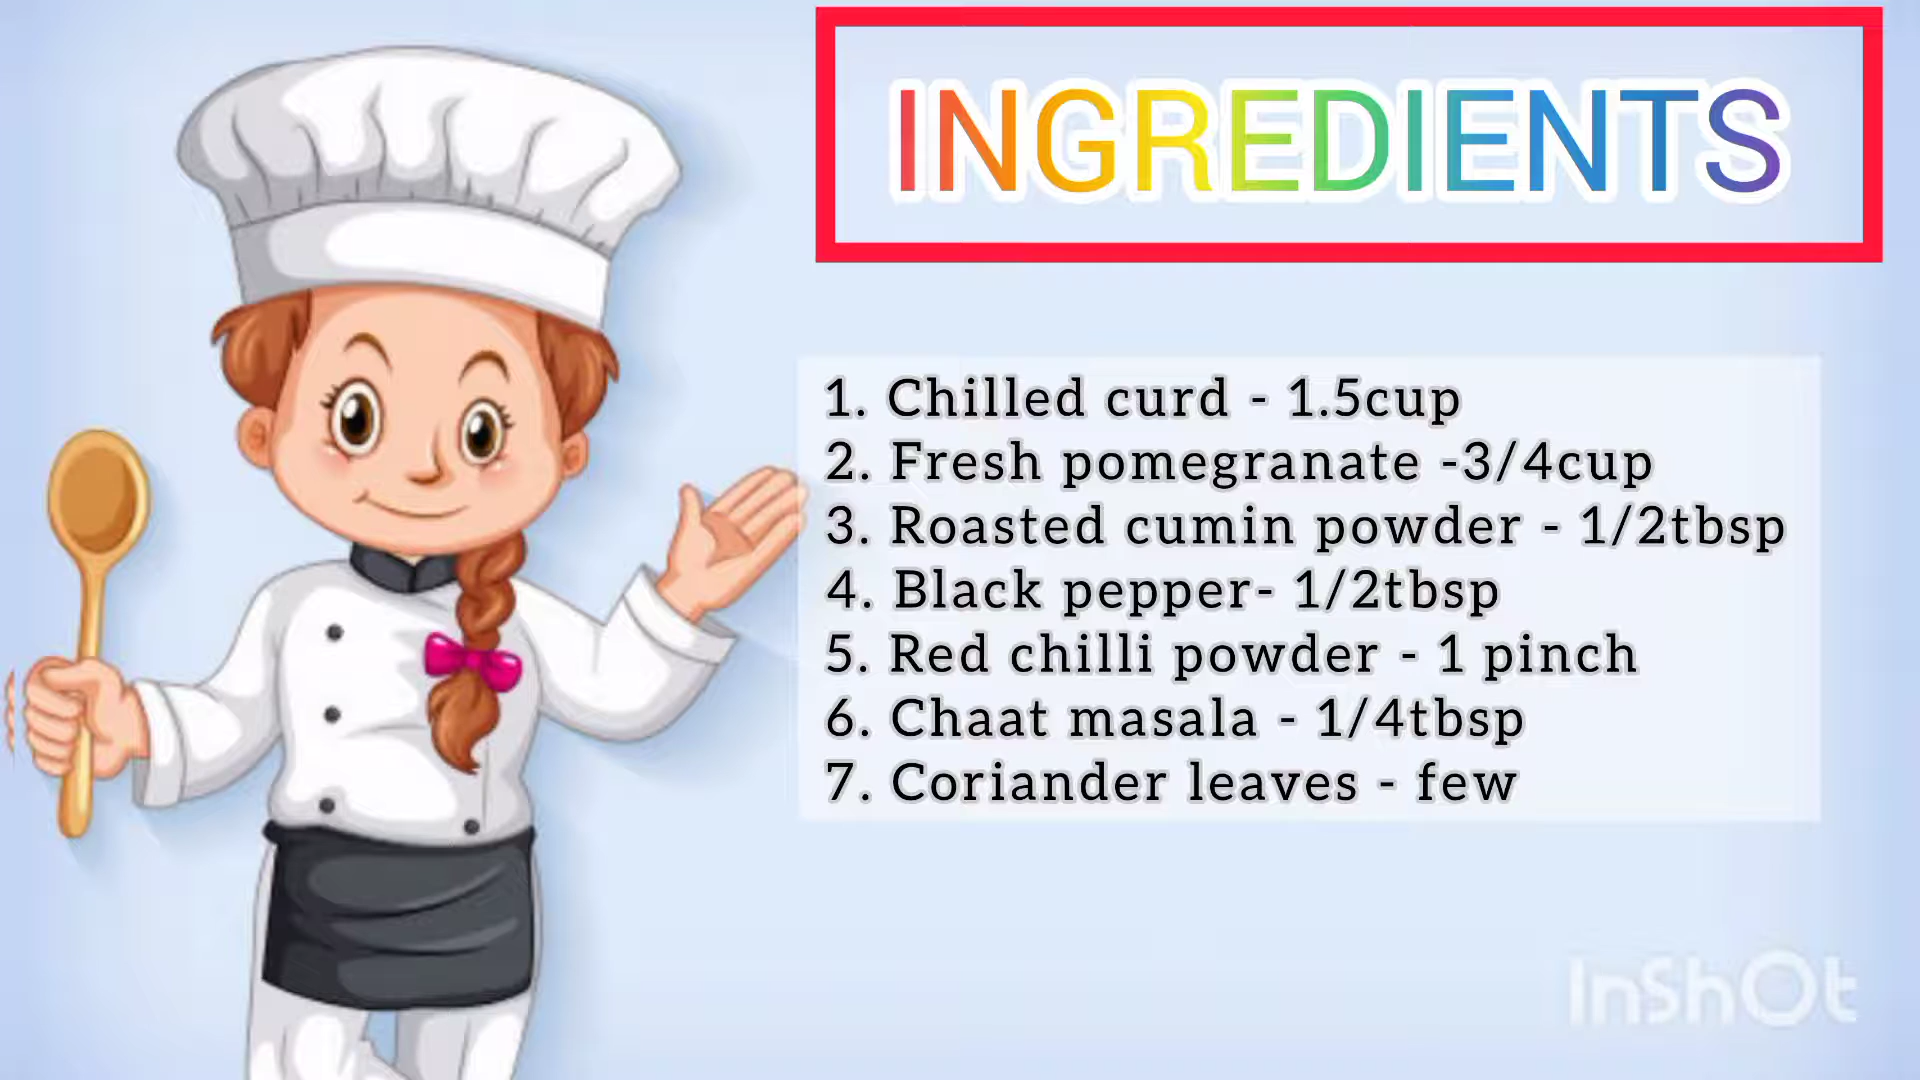 INGREDIENTS
1. Chilled curd - 1.5cup
2. Fresh pomegranate -3/4cup
3. Roasted cumin powder - 1/2tbsp
4. Black pepper- 1/2tbsp
5. Red chilli powder - 1 pinch
6. Chaat masala - 1/4tbsp
7. Coriander leaves - few
InShOt